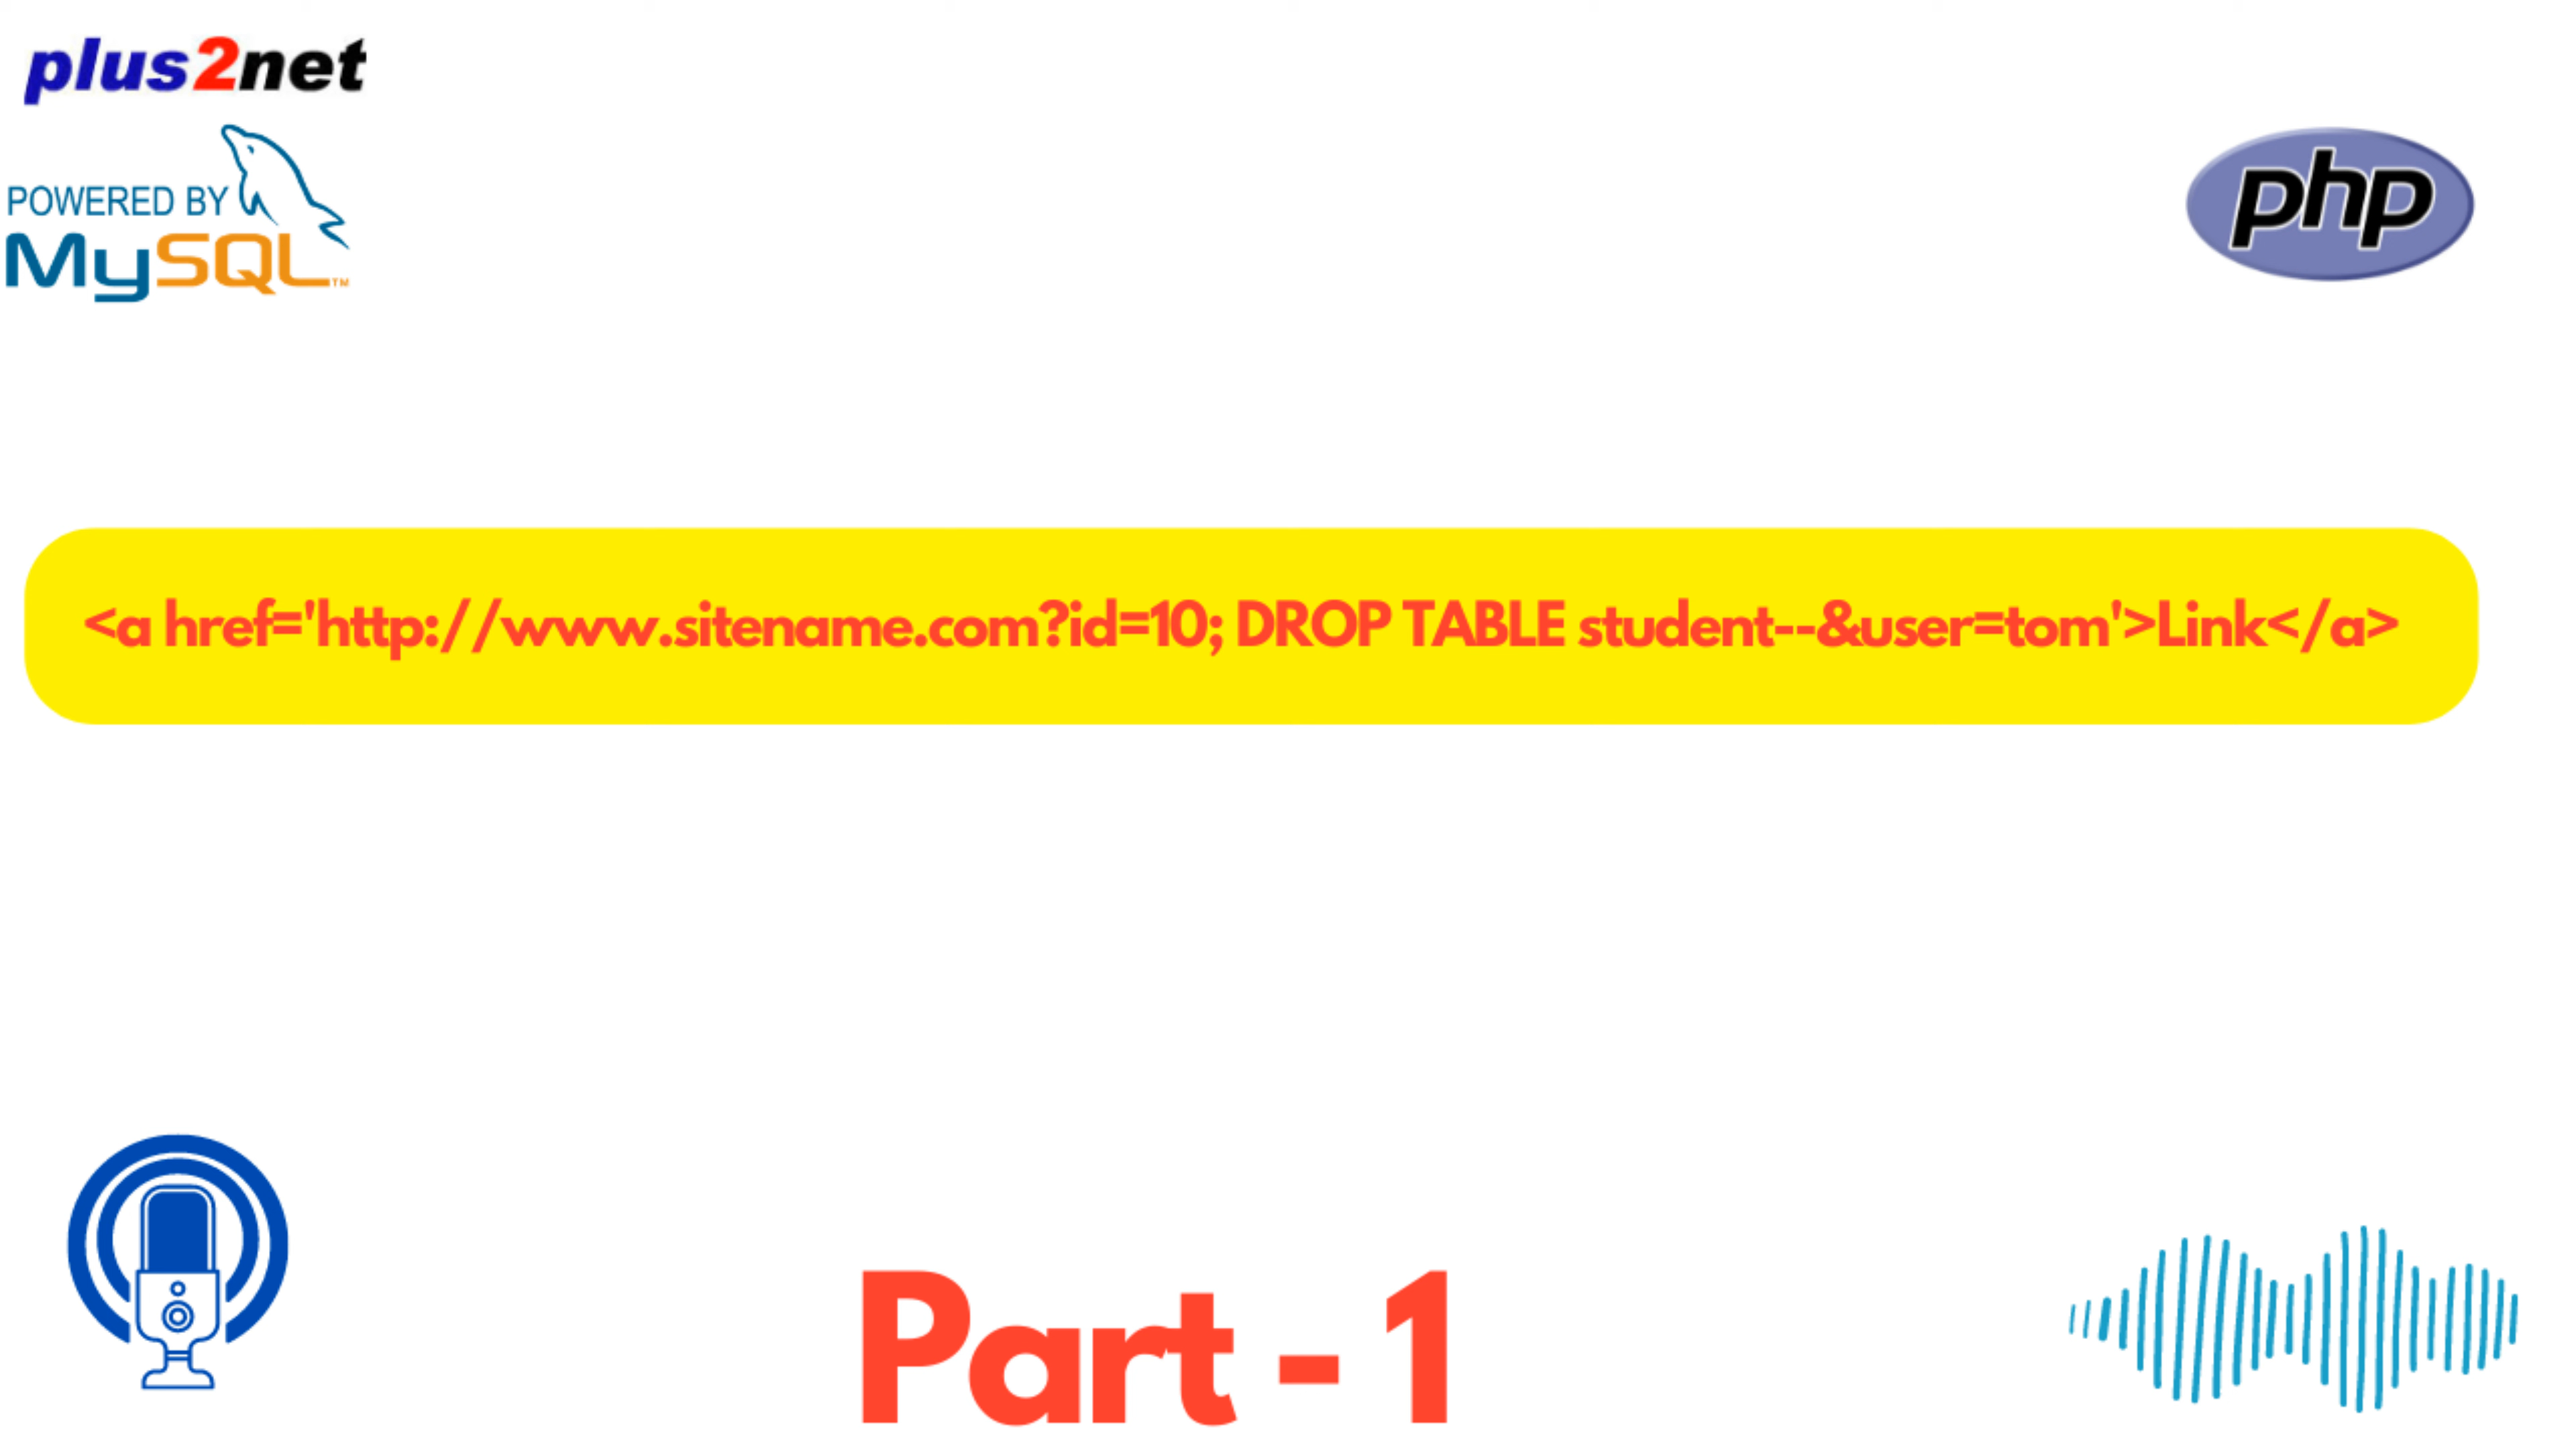 plus2net
POWERED BY
MySQL™
php
<a href='http://www.sitename.com?id=10; DROP TABLE student--&user=tom'>Link</a>
Part - 1